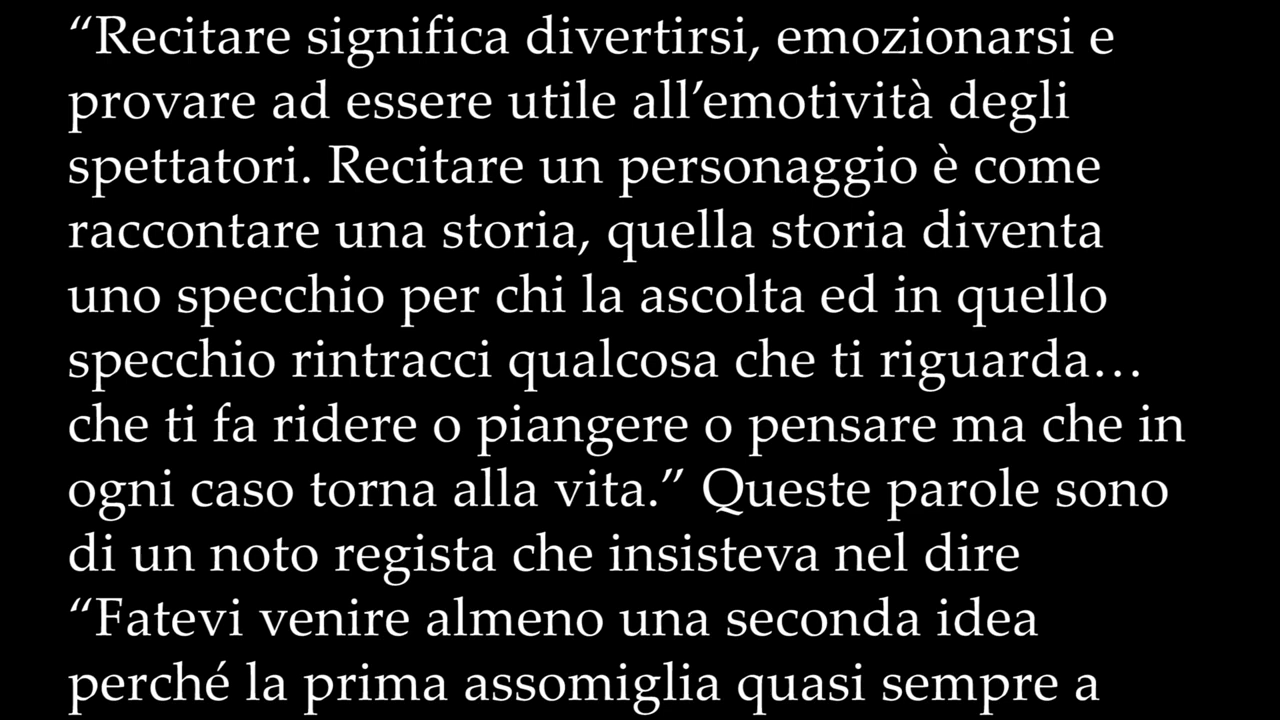 “Recitare significa divertirsi, emozionarsi e
provare ad essere utile all’emotività degli
spettatori. Recitare un personaggio è come
raccontare una storia, quella storia diventa
uno specchio per chi la ascolta ed in quello
specchio rintracci qualcosa che ti riguarda…
che ti fa ridere o piangere o pensare ma che in
ogni caso torna alla vita.” Queste parole sono
di un noto regista che insisteva nel dire
“Fatevi venire almeno una seconda idea
perché la prima assomiglia quasi sempre a